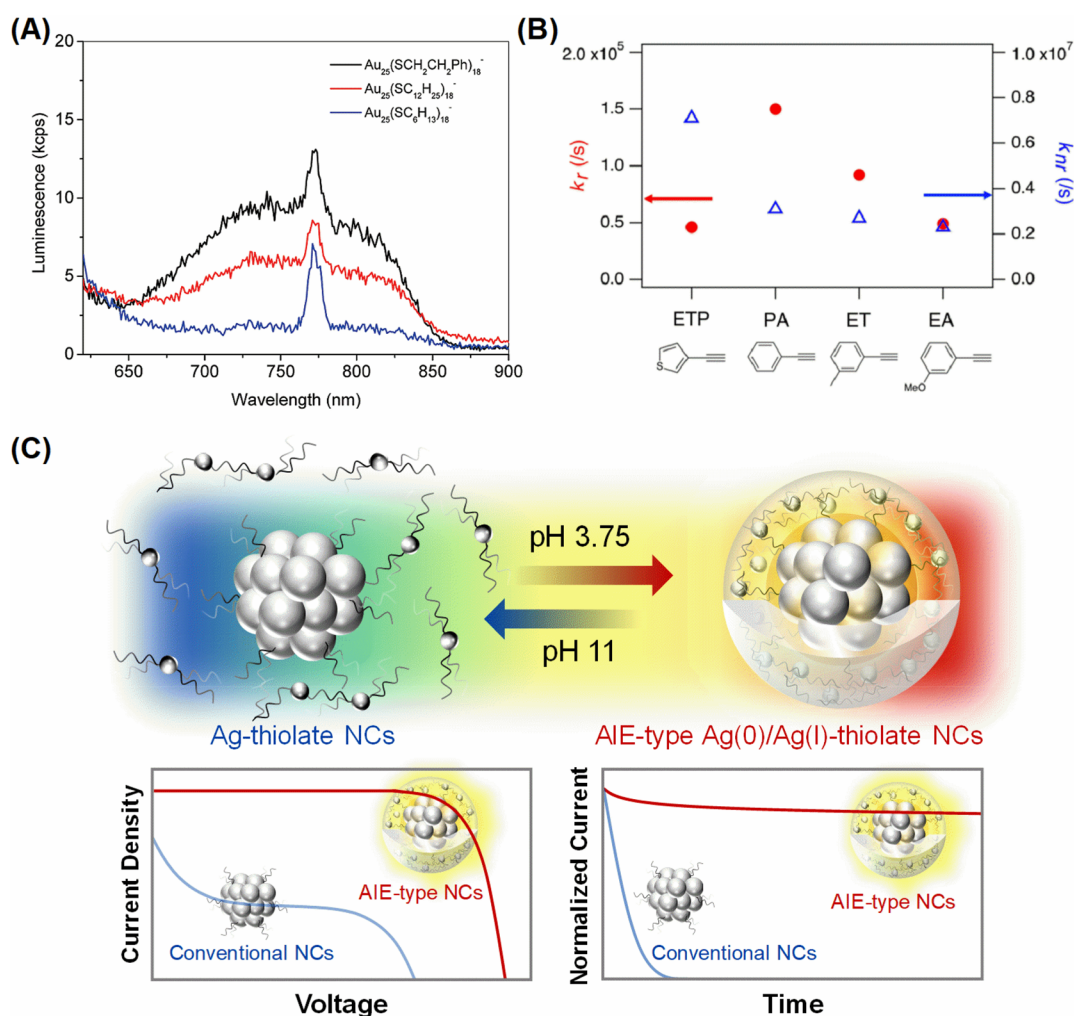 (A)
20
15
10
5
0
Luminescence (kcps)
Au₂₅(SCH₂CH₂Ph)₁₈⁻
Au₂₅(SC₁₂H₂₅)₁₈⁻
Au₂₅(SC₆H₁₃)₁₈⁻
650 700 750 800 850 900
Wavelength (nm)
(B)
2.0 x10⁵
1.5
1.0
0.5
0.0
kᵣ (/s)
1.0 x10⁷
0.8
0.6
0.4
0.2
0.0
kₙᵣ (/s)
ETP PA ET EA
S
MeO
(C)
pH 3.75
pH 11
Ag-thiolate NCs
AIE-type Ag(0)/Ag(I)-thiolate NCs
Current Density
AIE-type NCs
Conventional NCs
Voltage
Normalized Current
AIE-type NCs
Conventional NCs
Time